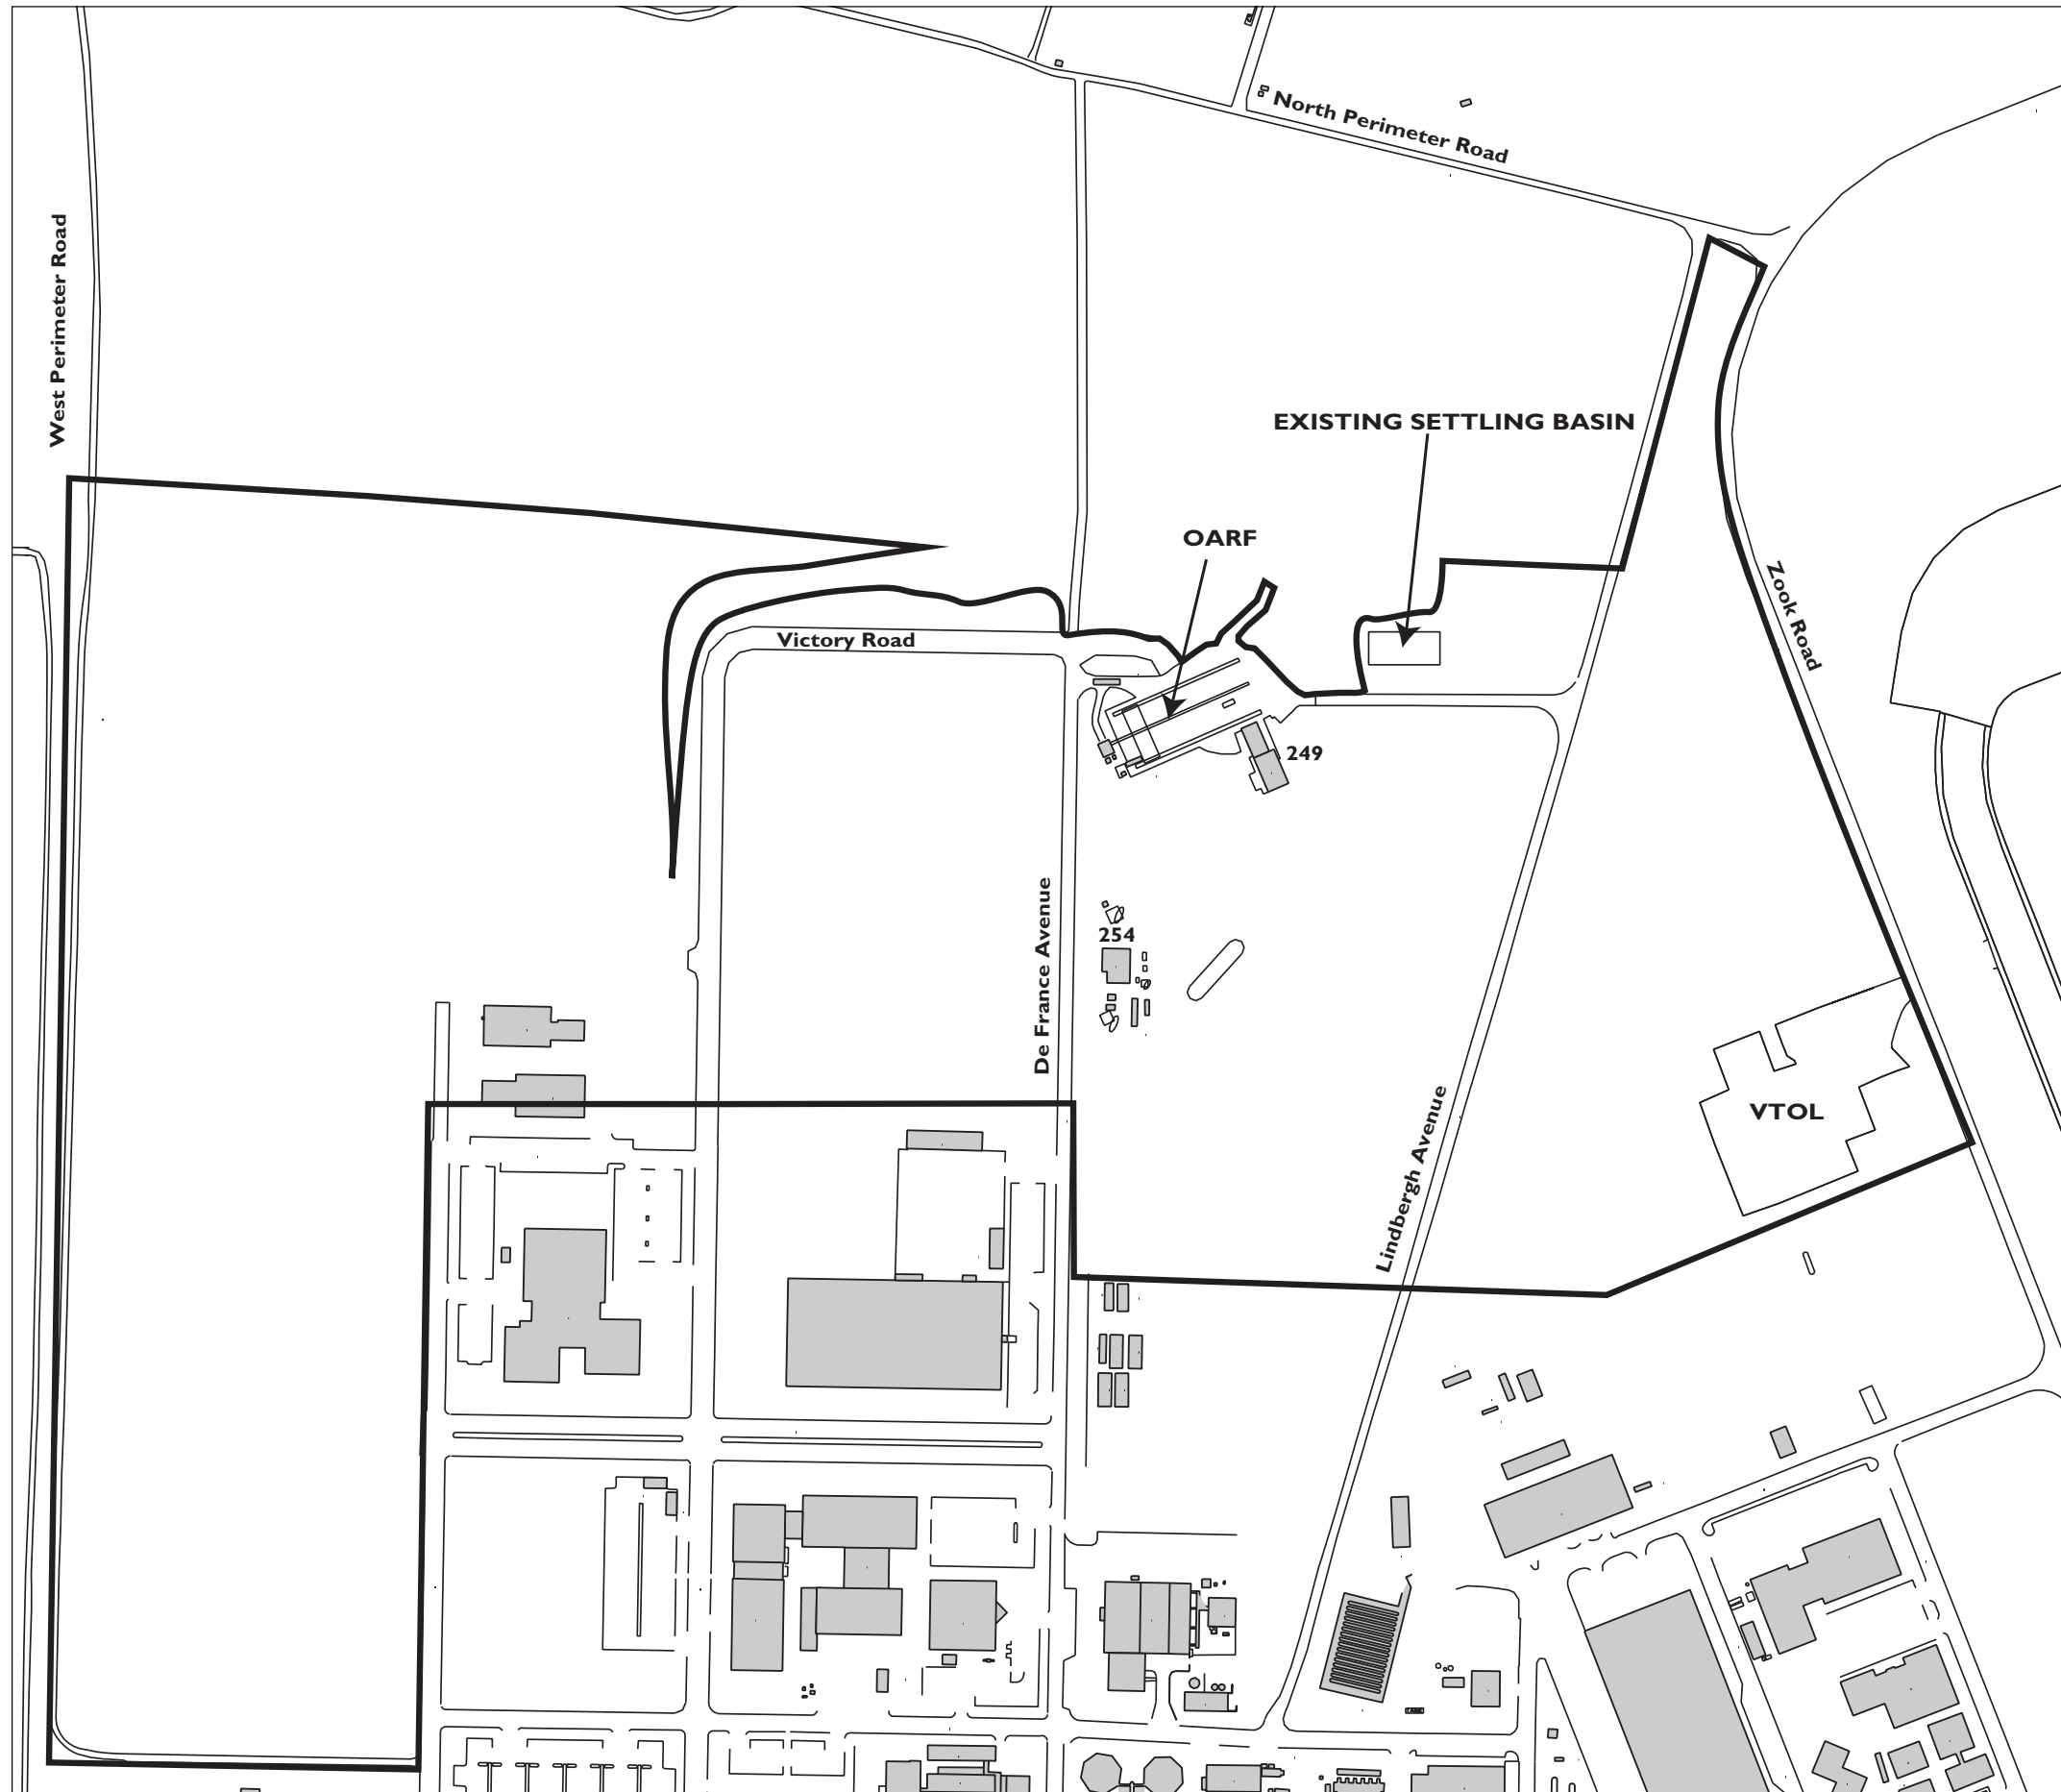 North Perimeter Road
West Perimeter Road
EXISTING SETTLING BASIN
OARF
Zook Road
Victory Road
249
De France Avenue
254
Lindbergh Avenue
VTOL